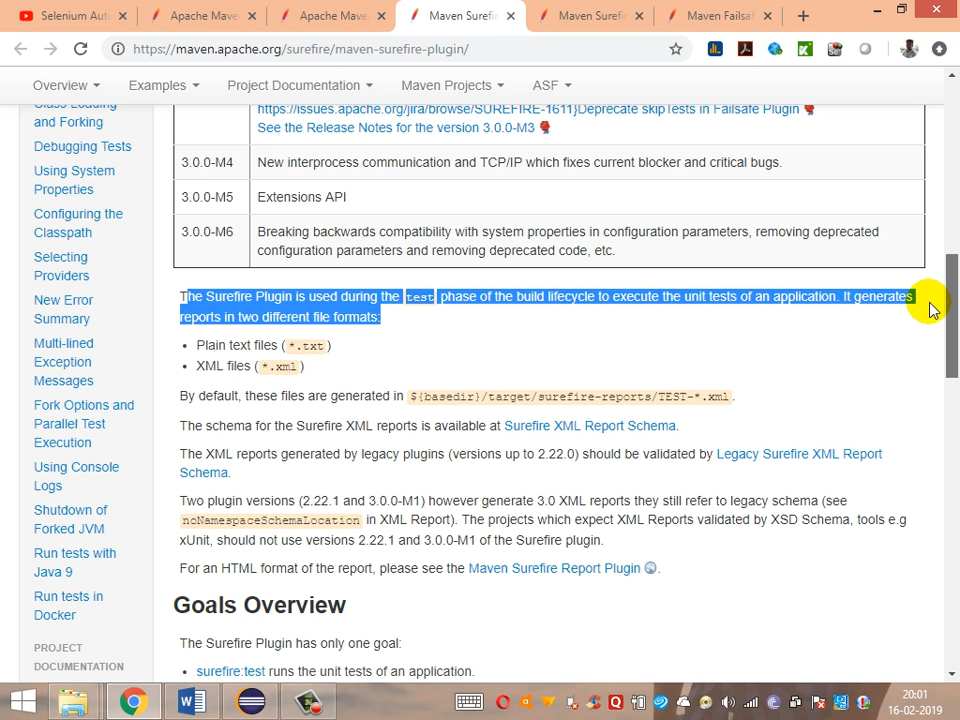 Selenium Aut
Apache Mave
Apache Mave
Maven Surefi
Maven Surefi
Maven Failsa
https://maven.apache.org/surefire/maven-surefire-plugin/
Overview
Examples
Project Documentation
Maven Projects
ASF
Class Loading
and Forking
Debugging Tests
Using System
Properties
Configuring the
Classpath
Selecting
Providers
New Error
Summary
Multi-lined
Exception
Messages
Fork Options and
Parallel Test
Execution
Using Console
Logs
Shutdown of
Forked JVM
Run tests with
Java 9
Run tests in
Docker
PROJECT
DOCUMENTATION
https://issues.apache.org/jira/browse/SUREFIRE-1611}Deprecate skipTests in Failsafe Plugin
See the Release Notes for the version 3.0.0-M3
3.0.0-M4 New interprocess communication and TCP/IP which fixes current blocker and critical bugs.
3.0.0-M5 Extensions API
3.0.0-M6 Breaking backwards compatibility with system properties in configuration parameters, removing deprecated
configuration parameters and removing deprecated code, etc.
The Surefire Plugin is used during the test phase of the build lifecycle to execute the unit tests of an application. It generates
reports in two different file formats:
• Plain text files (*.txt)
• XML files (*.xml)
By default, these files are generated in ${basedir}/target/surefire-reports/TEST-*.xml.
The schema for the Surefire XML reports is available at Surefire XML Report Schema.
The XML reports generated by legacy plugins (versions up to 2.22.0) should be validated by Legacy Surefire XML Report
Schema.
Two plugin versions (2.22.1 and 3.0.0-M1) however generate 3.0 XML reports they still refer to legacy schema (see
noNamespaceSchemaLocation in XML Report). The projects which expect XML Reports validated by XSD Schema, tools e.g
xUnit, should not use versions 2.22.1 and 3.0.0-M1 of the Surefire plugin.
For an HTML format of the report, please see the Maven Surefire Report Plugin.
Goals Overview
The Surefire Plugin has only one goal:
• surefire:test runs the unit tests of an application.
20:01
16-02-2019